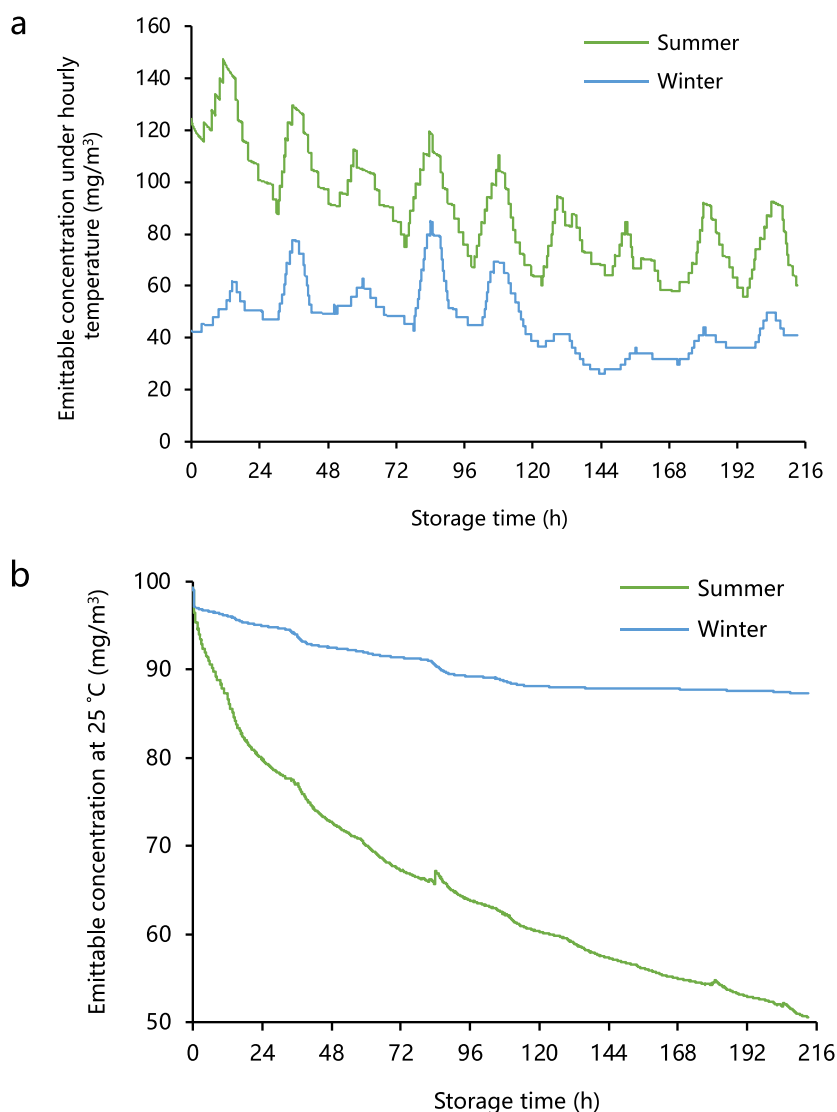 a
Emittable concentration under hourly
temperature (mg/m³)
160
140
120
100
80
60
40
20
0
Summer
Winter
0 24 48 72 96 120 144 168 192 216
Storage time (h)
b
Emittable concentration at 25 ˚C (mg/m³)
100
90
80
70
60
50
Summer
Winter
0 24 48 72 96 120 144 168 192 216
Storage time (h)